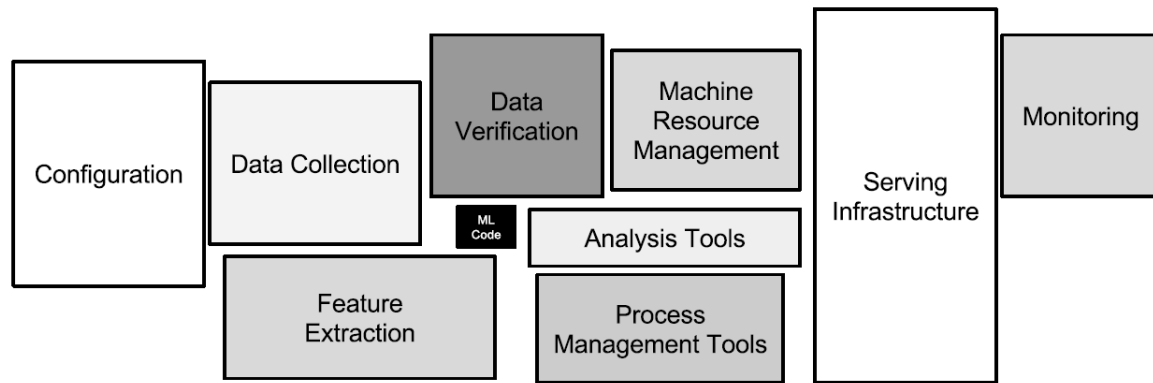 Configuration
Data Collection
Feature
Extraction
Data
Verification
ML
Code
Machine
Resource
Management
Analysis Tools
Process
Management Tools
Serving
Infrastructure
Monitoring